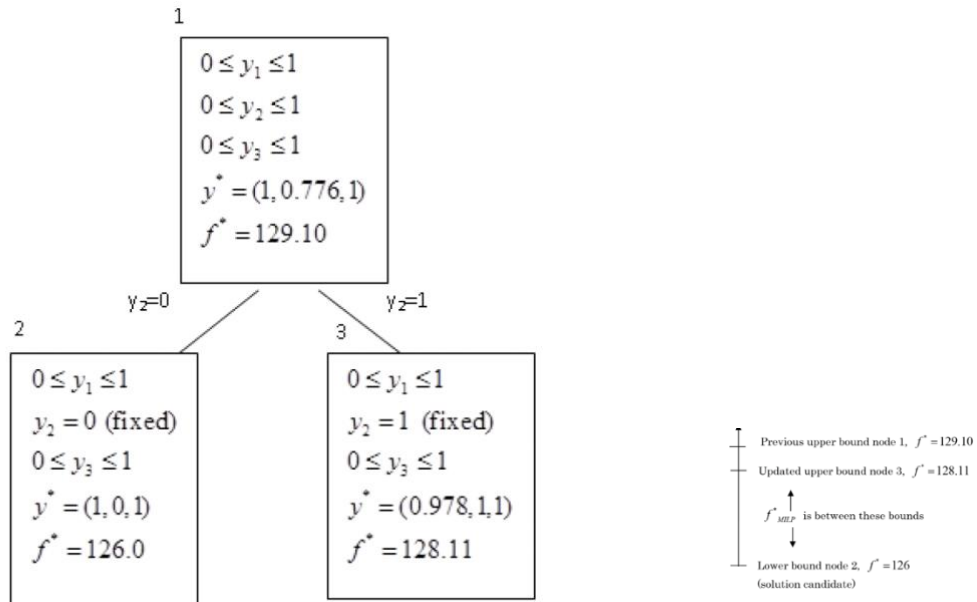 1
0 ≤ y₁ ≤1
0 ≤ y₂ ≤1
0 ≤ y₃ ≤1
y* = (1, 0.776, 1)
f* = 129.10
y₂=0
y₂=1
2
0 ≤ y₁ ≤1
y₂ = 0 (fixed)
0 ≤ y₃ ≤1
y* = (1, 0, 1)
f* = 126.0
3
0 ≤ y₁ ≤1
y₂ = 1 (fixed)
0 ≤ y₃ ≤1
y* = (0.978, 1, 1)
f* = 128.11
Previous upper bound node 1, f* = 129.10
Updated upper bound node 3, f* = 128.11
f*MILP is between these bounds
Lower bound node 2, f* = 126
(solution candidate)